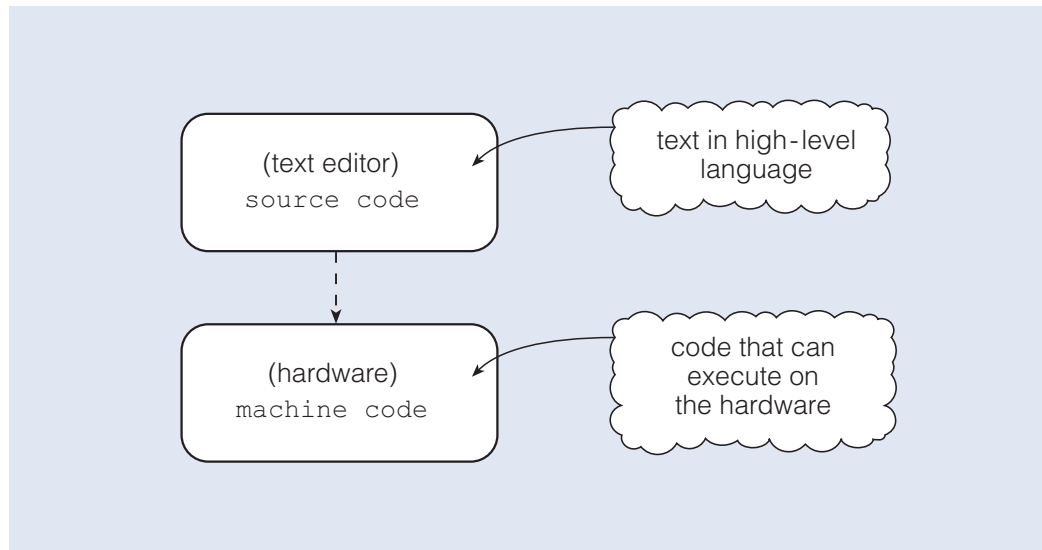 (text editor)
source code
text in high-level
language
(hardware)
machine code
code that can
execute on
the hardware